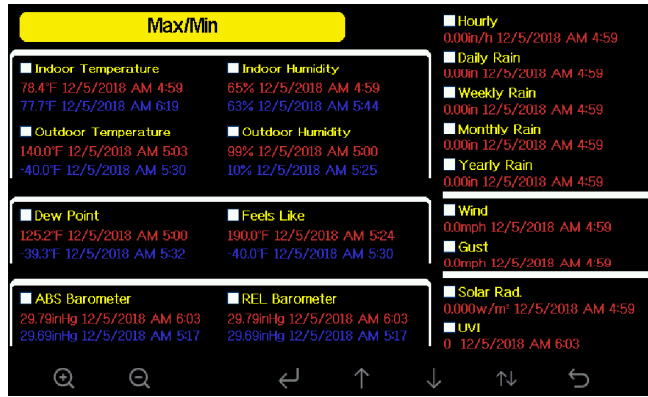 Max/Min
Indoor Temperature
78.4°F 12/5/2018 AM 4:59
77.7°F 12/5/2018 AM 6:19
Indoor Humidity
65% 12/5/2018 AM 4:59
63% 12/5/2018 AM 5:44
Outdoor Temperature
140.0°F 12/5/2018 AM 5:03
-40.0°F 12/5/2018 AM 5:30
Outdoor Humidity
99% 12/5/2018 AM 5:00
10% 12/5/2018 AM 5:25
Dew Point
125.2°F 12/5/2018 AM 5:00
-39.3°F 12/5/2018 AM 5:32
Feels Like
190.0°F 12/5/2018 AM 5:24
-40.0°F 12/5/2018 AM 5:30
ABS Barometer
29.79inHg 12/5/2018 AM 6:03
29.69inHg 12/5/2018 AM 5:17
REL Barometer
29.79inHg 12/5/2018 AM 6:03
29.69inHg 12/5/2018 AM 5:17
Hourly
0.00in/h 12/5/2018 AM 4:59
Daily Rain
0.00in 12/5/2018 AM 4:59
Weekly Rain
0.00in 12/5/2018 AM 4:59
Monthly Rain
0.00in 12/5/2018 AM 4:59
Yearly Rain
0.00in 12/5/2018 AM 4:59
Wind
0.0mph 12/5/2018 AM 4:59
Gust
0.0mph 12/5/2018 AM 4:59
Solar Rad.
0.000w/m² 12/5/2018 AM 4:59
UVI
0 12/5/2018 AM 6:03